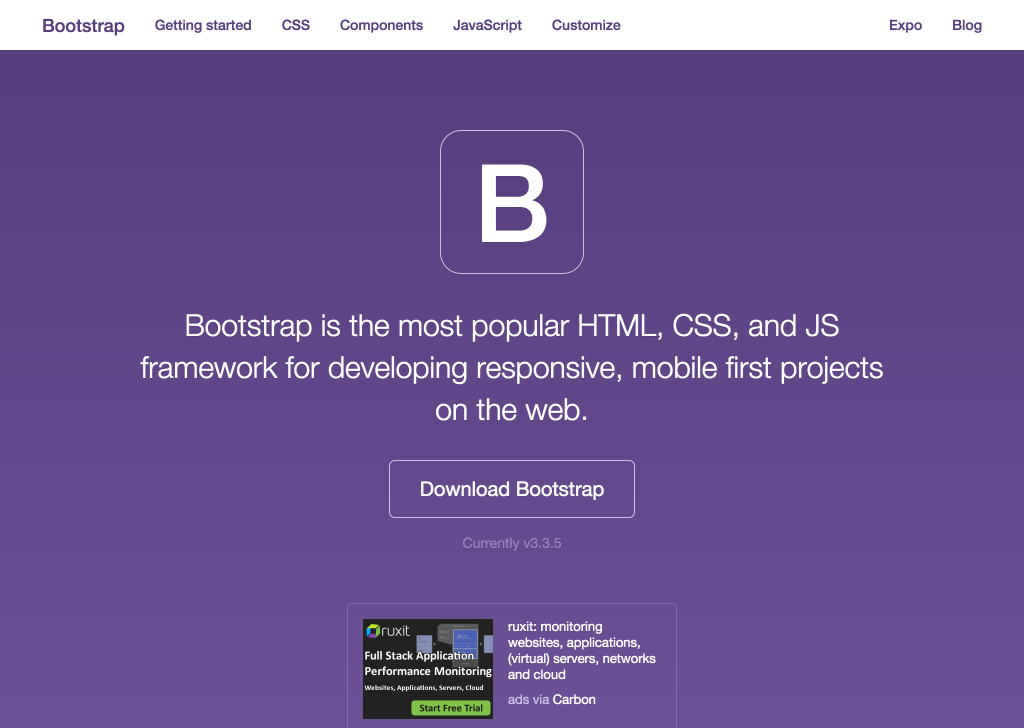 Bootstrap Getting started CSS Components JavaScript Customize Expo Blog
B
Bootstrap is the most popular HTML, CSS, and JS
framework for developing responsive, mobile first projects
on the web.
Download Bootstrap
Currently v3.3.5
ruxit
Full Stack Application
Performance Monitoring
Websites, Applications, Servers, Cloud
Start Free Trial
ruxit: monitoring
websites, applications,
(virtual) servers, networks
and cloud
ads via Carbon